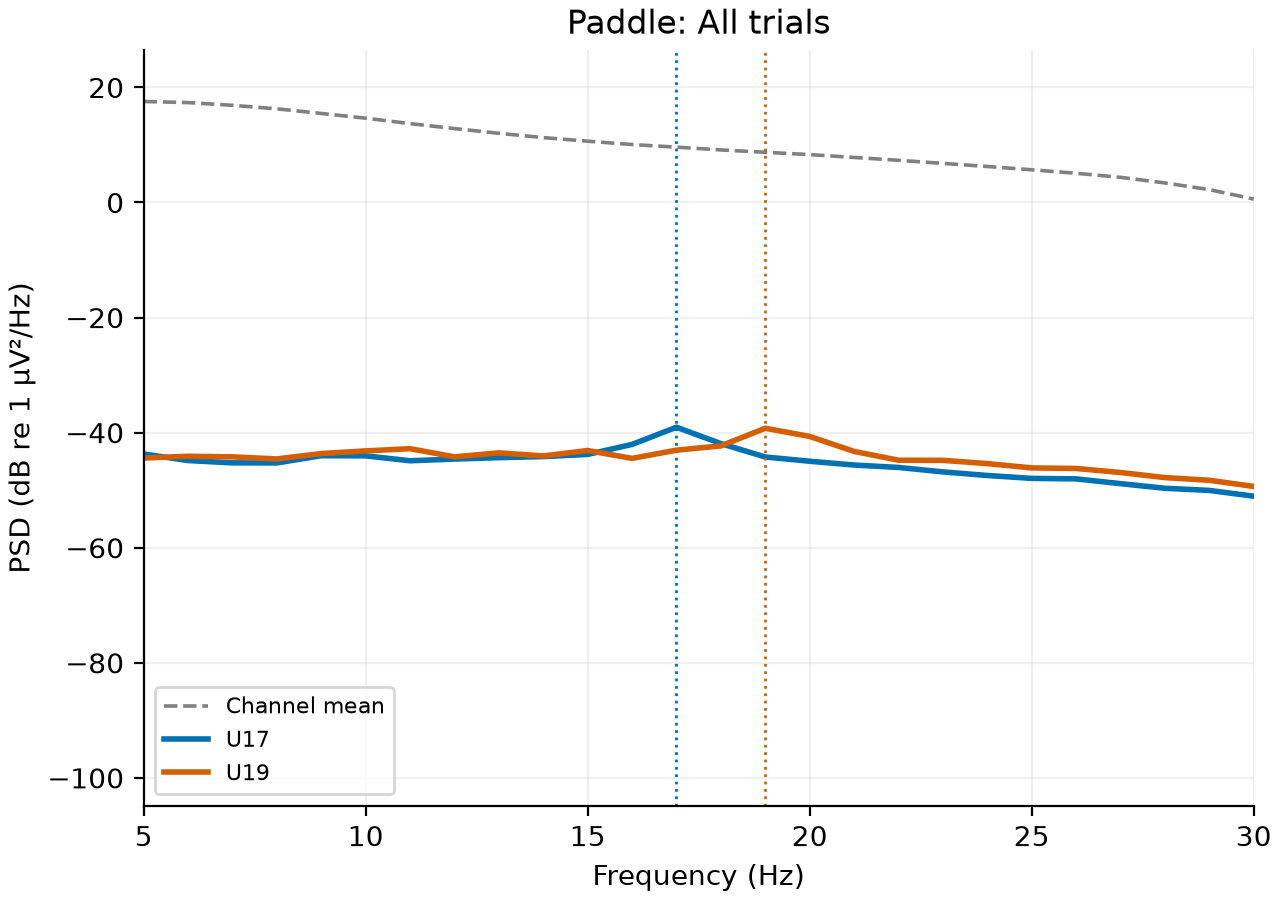 Paddle: All trials
PSD (dB re 1 µV²/Hz)
20
0
−20
−40
−60
−80
−100
Channel mean
U17
U19
5
10
15
20
25
30
Frequency (Hz)